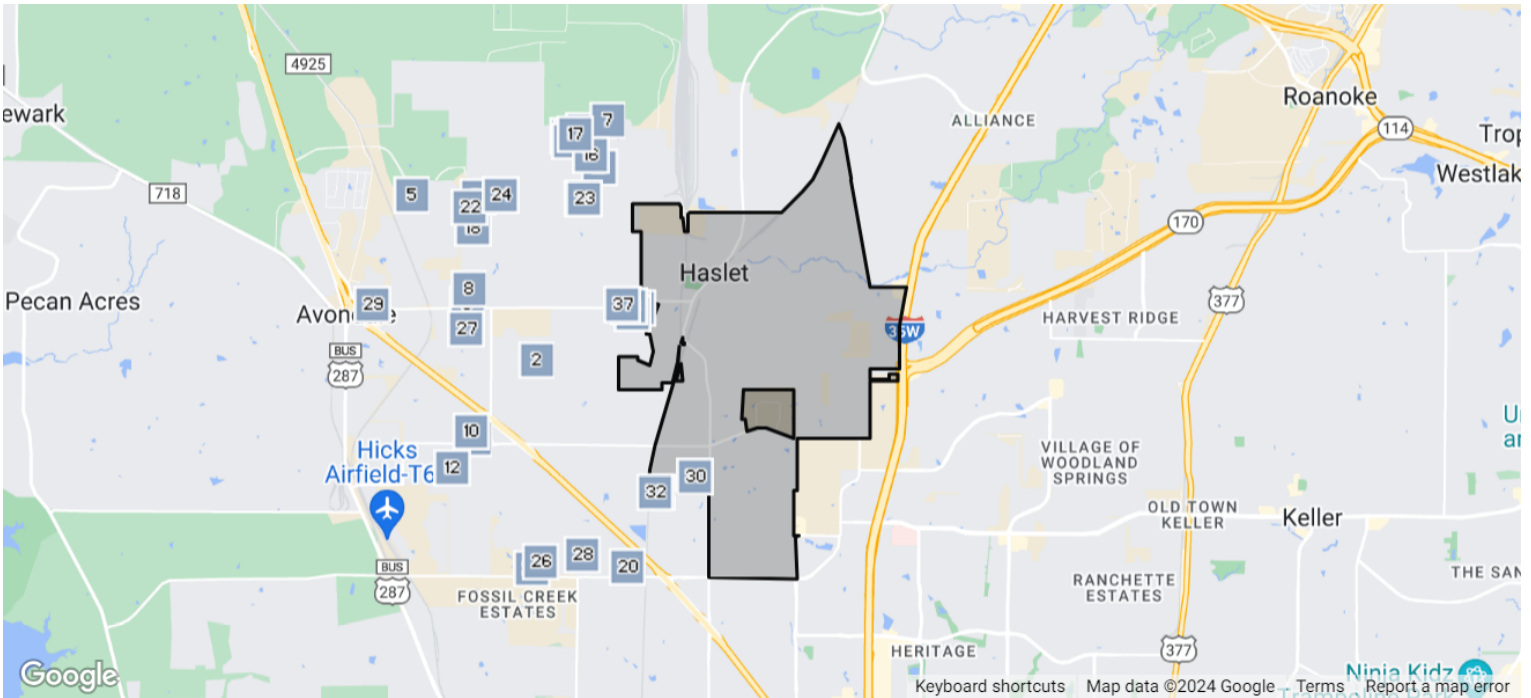 4925
ewark
Roanoke
114
Trop
ALLIANCE
7
17
16
718
5
24
22
18
23
Westlak
170
Haslet
8
Pecan Acres
29
37
377
27
35W
HARVEST RIDGE
2
BUS
287
10
Hicks
Airfield-T6
12
VILLAGE OF
WOODLAND
SPRINGS
30
32
OLD TOWN
KELLER
Keller
26
28
20
BUS
287
FOSSIL CREEK
ESTATES
RANCHETTE
ESTATES
THE SAN
HERITAGE
377
Google
Keyboard shortcuts
Map data ©2024 Google
Terms
Report a map error